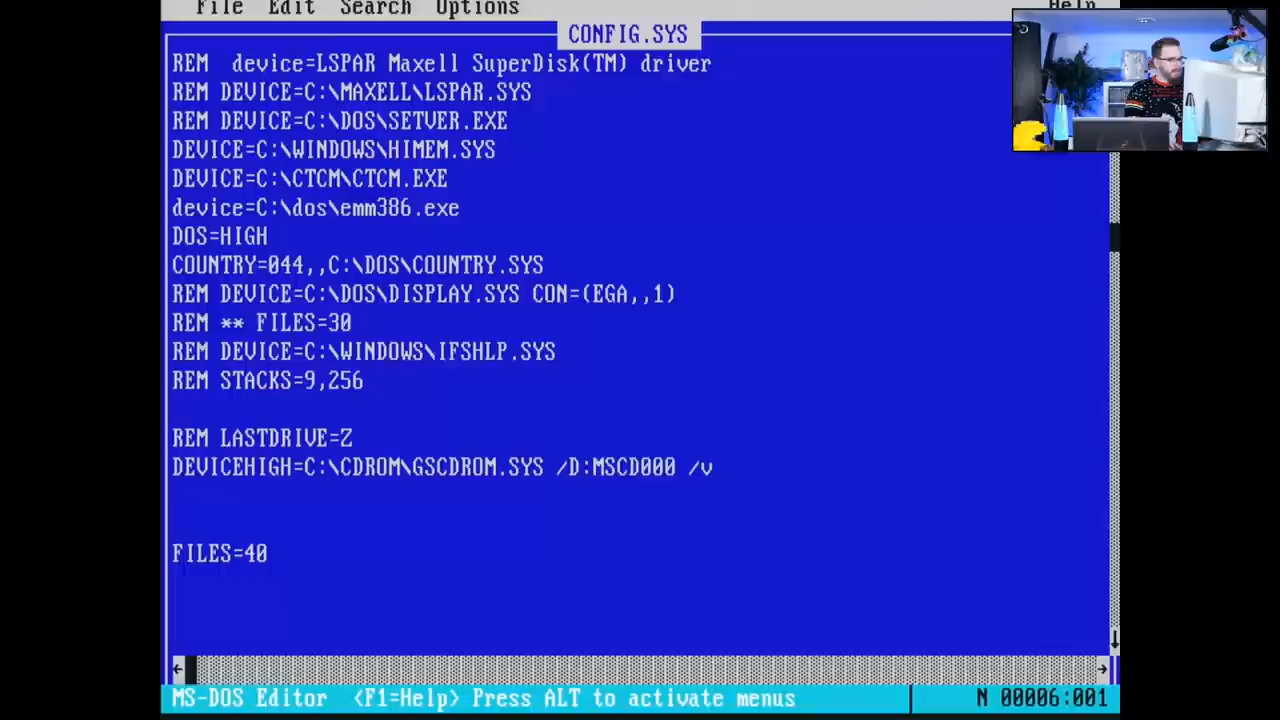 File Edit Search Options Help
CONFIG.SYS
REM  device=LSPAR Maxell SuperDisk(TM) driver
REM DEVICE=C:\MAXELL\LSPAR.SYS
REM DEVICE=C:\DOS\SETVER.EXE
DEVICE=C:\WINDOWS\HIMEM.SYS
DEVICE=C:\CTCM\CTCM.EXE
device=C:\dos\emm386.exe
DOS=HIGH
COUNTRY=044,,C:\DOS\COUNTRY.SYS
REM DEVICE=C:\DOS\DISPLAY.SYS CON=(EGA,,1)
REM ** FILES=30
REM DEVICE=C:\WINDOWS\IFSHLP.SYS
REM STACKS=9,256
REM LASTDRIVE=Z
DEVICEHIGH=C:\CDROM\GSCDROM.SYS /D:MSCD000 /v
FILES=40
MS-DOS Editor  <F1=Help> Press ALT to activate menus N 00006:001